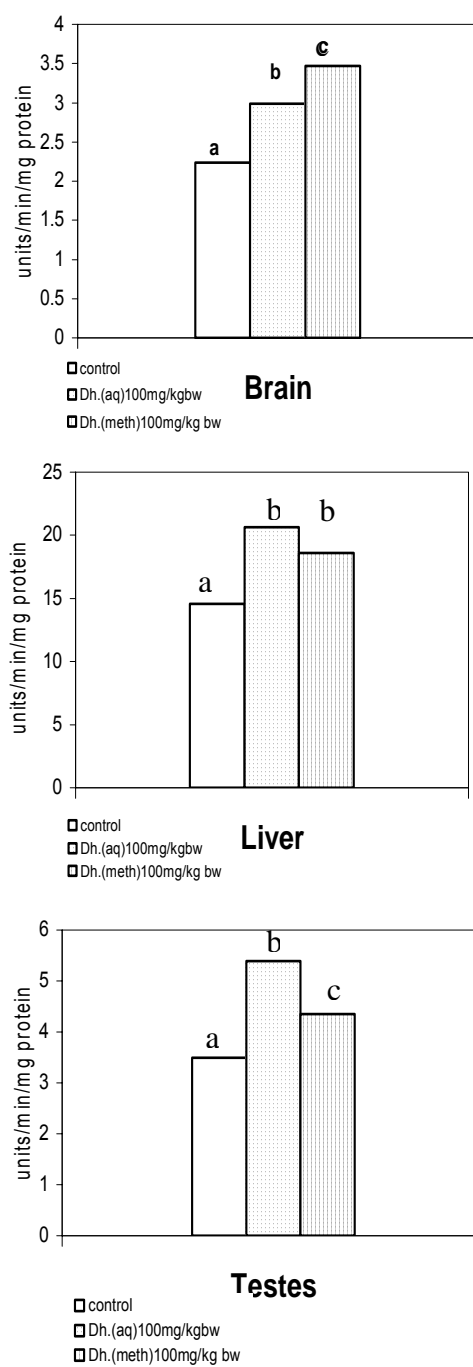 4
3.5
3
2.5
2
1.5
1
0.5
0
units/min/mg protein
a
b
c
control
Dh.(aq)100mg/kgbw
Dh.(meth)100mg/kg bw
Brain
25
20
15
10
5
0
units/min/mg protein
a
b
b
control
Dh.(aq)100mg/kgbw
Dh.(meth)100mg/kg bw
Liver
6
5
4
3
2
1
0
units/min/mg protein
a
b
c
Testes
control
Dh.(aq)100mg/kgbw
Dh.(meth)100mg/kg bw